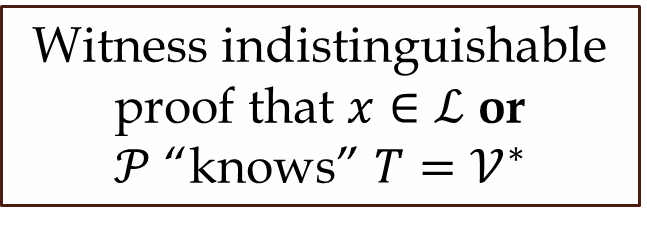 Witness indistinguishable
proof that 𝑥 ∈ ℒ or
𝒫 “knows” 𝑇 = 𝒱*